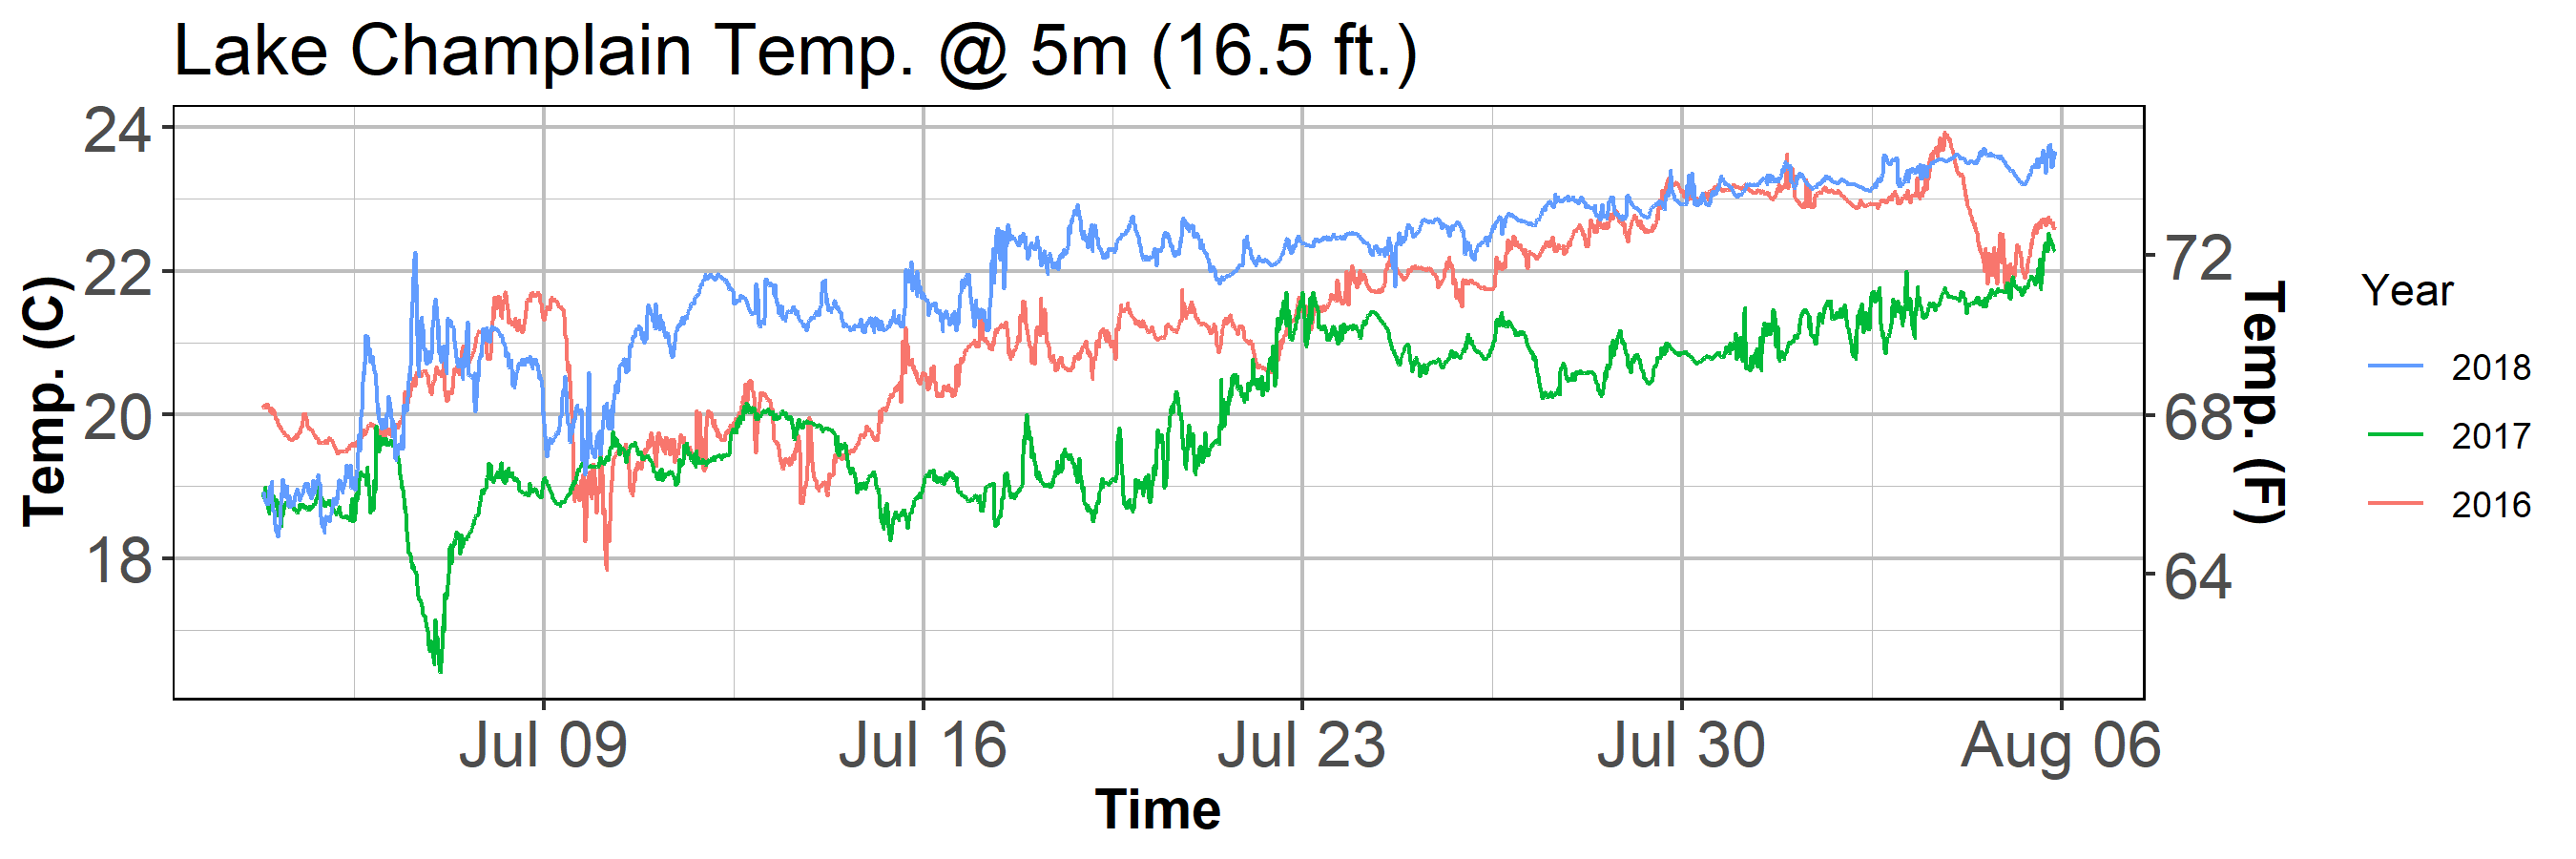 Lake Champlain Temp. @ 5m (16.5 ft.)
Temp. (C)
24
22
20
18
72
68
64
Temp. (F)
Jul 09
Jul 16
Jul 23
Jul 30
Aug 06
Time
Year
2018
2017
2016